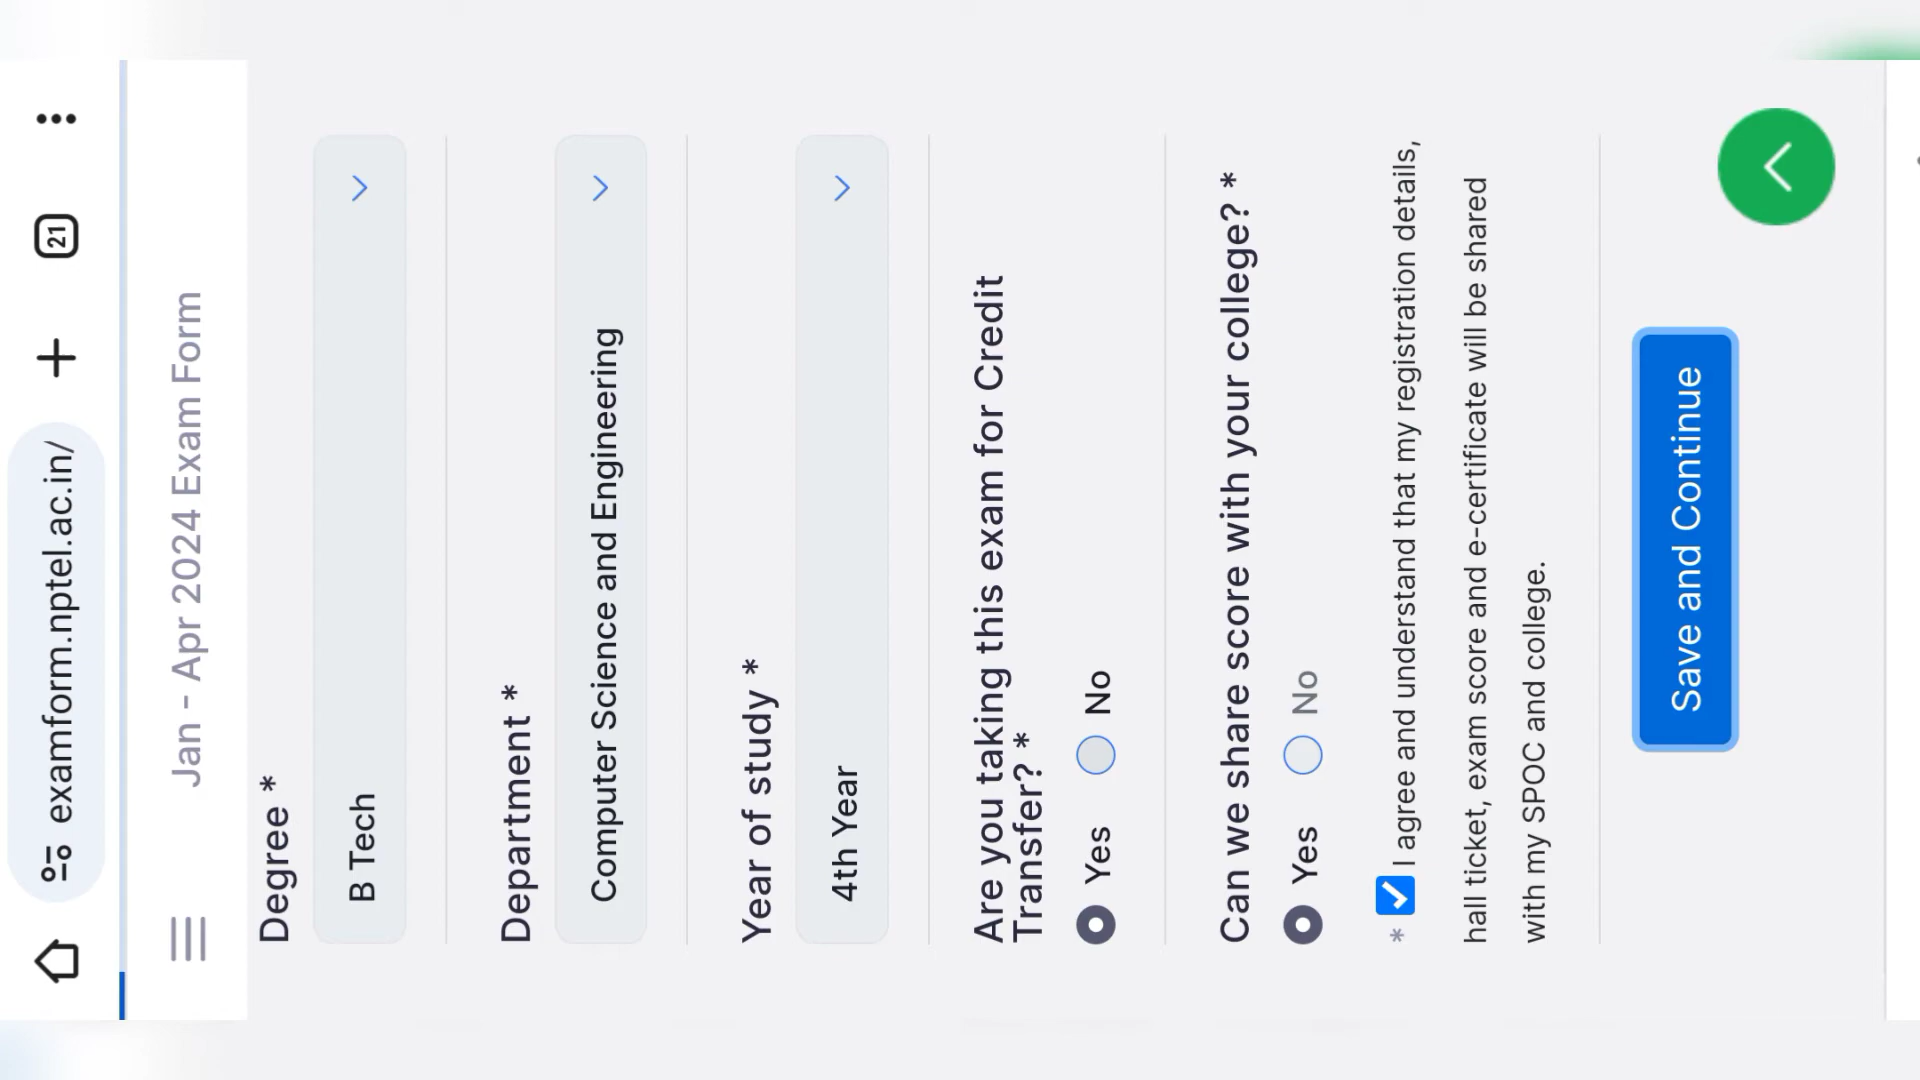 examform.nptel.ac.in/
21
Jan - Apr 2024 Exam Form
Degree *
B Tech
Department *
Computer Science and Engineering
Year of study *
4th Year
Are you taking this exam for Credit
Transfer? *
Yes No
Can we share score with your college? *
Yes No
* I agree and understand that my registration details,
hall ticket, exam score and e-certificate will be shared
with my SPOC and college.
Save and Continue